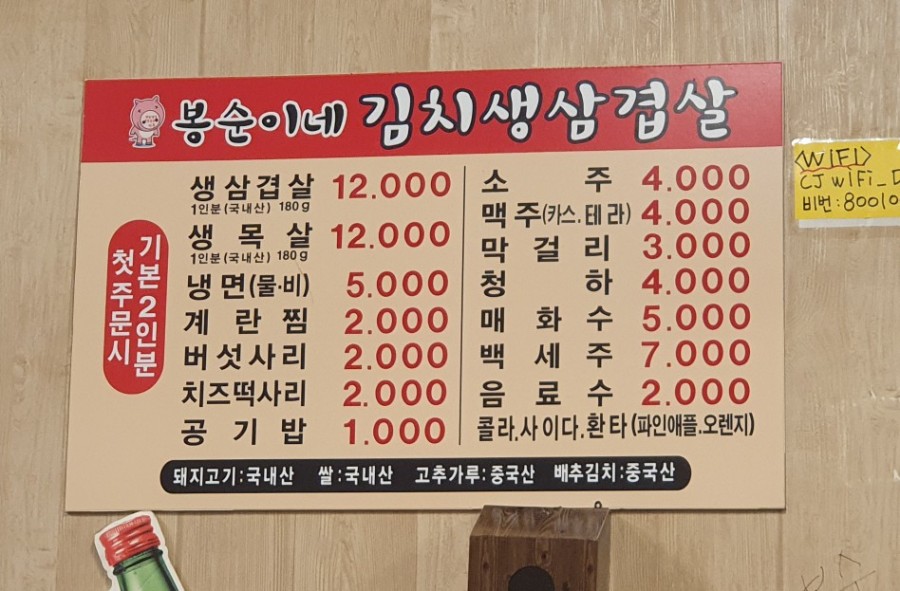 봉순이네 김치생삼겹살
첫 주문시
기본 2인분
생삼겹살 12.000
1인분(국내산) 180g
생목살 12.000
1인분(국내산) 180g
냉면(물·비) 5.000
계란찜 2.000
버섯사리 2.000
치즈떡사리 2.000
공기밥 1.000
소주 4.000
맥주(카스.테라) 4.000
막걸리 3.000
청하 4.000
매화수 5.000
백세주 7.000
음료수 2.000
콜라.사이다.환타(파인애플.오렌지)
돼지고기:국내산 쌀:국내산 고추가루:중국산 배추김치:중국산
<WIFI>
CJ WIFI_
비번:80010